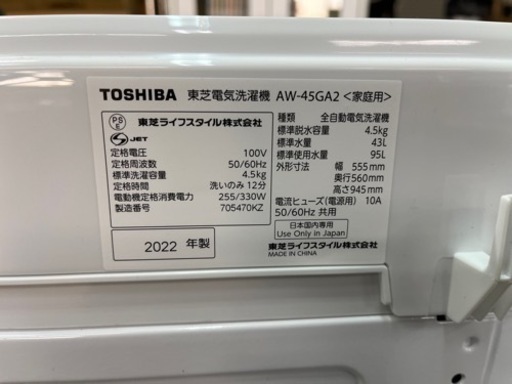 TOSHIBA 東芝電気洗濯機 AW-45GA2 <家庭用>
PS
E
JET
東芝ライフスタイル株式会社
定格電圧 100V
定格周波数 50/60Hz
標準洗濯容量 4.5kg
定格時間 洗いのみ 12分
電動機定格消費電力 255/330W
製造番号 705470KZ
2022 年製
種類 全自動電気洗濯機
標準脱水容量 4.5kg
標準水量 43L
標準使用水量 95L
外形寸法 幅 555mm
奥行560mm
高さ945mm
電流ヒューズ(電源用) 10A
50/60Hz 共用
日本国内専用
Use Only in Japan
東芝ライフスタイル株式会社
MADE IN CHINA